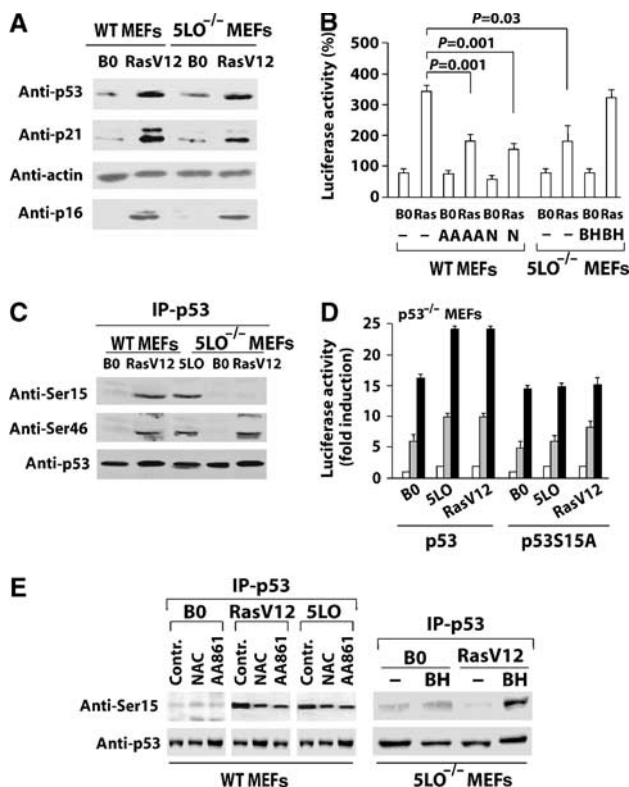 A
WT MEFs 5LO−/− MEFs
B0 RasV12 B0 RasV12
Anti-p53
Anti-p21
Anti-actin
Anti-p16
B
P=0.03
P=0.001
P=0.001
Luciferase activity (%)
500
400
300
200
100
0
B0 Ras B0 Ras B0 Ras B0 Ras B0 Ras
– – AA AA N N – – BH BH
WT MEFs 5LO−/− MEFs
C
IP-p53
WT MEFs 5LO−/− MEFs
B0 RasV12 5LO B0 RasV12
Anti-Ser15
Anti-Ser46
Anti-p53
D
p53−/− MEFs
Luciferase activity
(fold induction)
25
20
15
10
5
0
B0 5LO RasV12 B0 5LO RasV12
p53 p53S15A
E
IP-p53
B0 RasV12 5LO
Contr. NAC AA861 Contr. NAC AA861 Contr. NAC AA861
Anti-Ser15
Anti-p53
WT MEFs
IP-p53
B0 RasV12
– BH – BH
5LO−/− MEFs